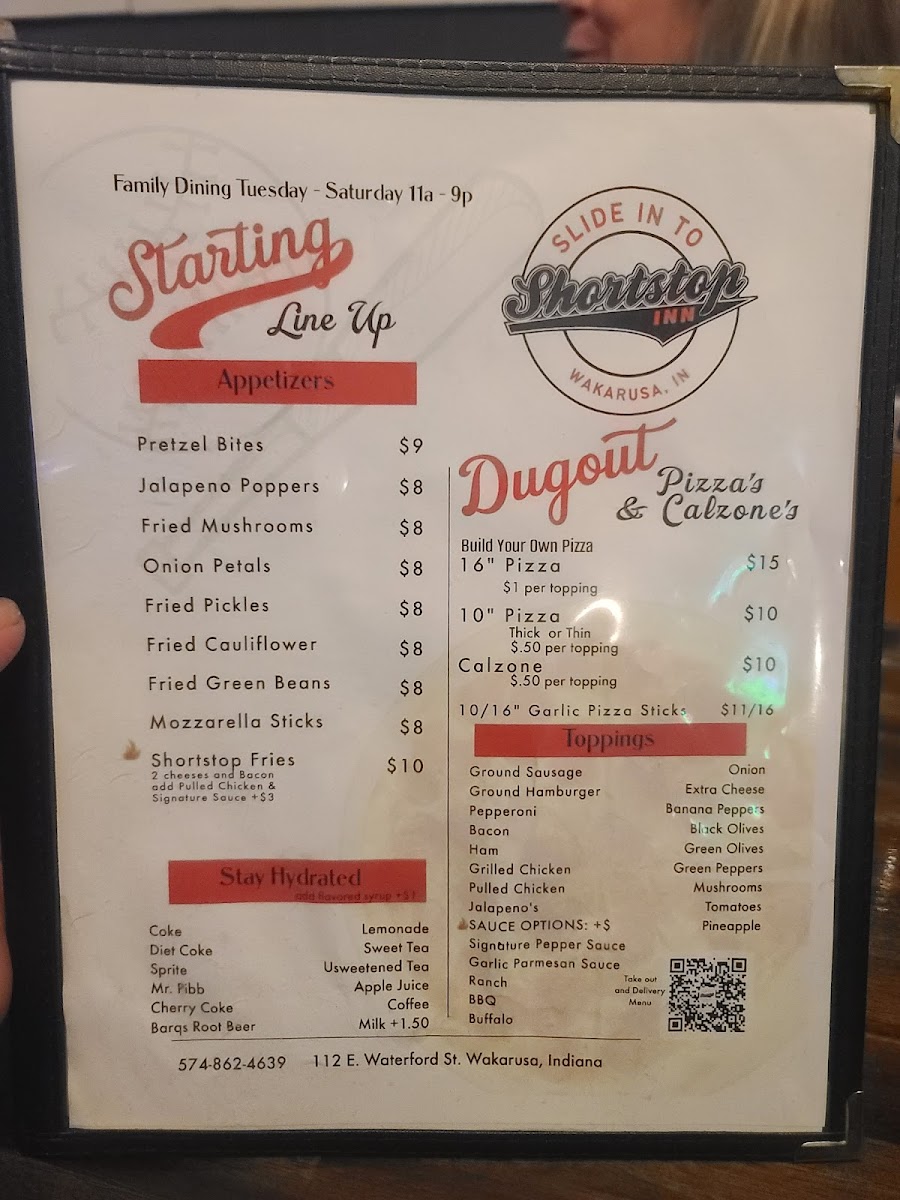 Family Dining Tuesday - Saturday 11a - 9p
Starting
Line Up
Appetizers
Pretzel Bites $9
Jalapeno Poppers $8
Fried Mushrooms $8
Onion Petals $8
Fried Pickles $8
Fried Cauliflower $8
Fried Green Beans $8
Mozzarella Sticks $8
Shortstop Fries $10
2 cheeses and Bacon
add Pulled Chicken &
Signature Sauce +$3
Stay Hydrated
add flavored syrup +$1
Coke Lemonade
Diet Coke Sweet Tea
Sprite Usweetened Tea
Mr. Pibb Apple Juice
Cherry Coke Coffee
Barqs Root Beer Milk +1.50
SLIDE IN TO
Shortstop
INN
WAKARUSA, IN
Dugout
Pizza's
& Calzone's
Build Your Own Pizza
16" Pizza $15
$1 per topping
10" Pizza $10
Thick or Thin
$.50 per topping
Calzone $10
$.50 per topping
10/16" Garlic Pizza Sticks $11/16
Toppings
Ground Sausage Onion
Ground Hamburger Extra Cheese
Pepperoni Banana Peppers
Bacon Black Olives
Ham Green Olives
Grilled Chicken Green Peppers
Pulled Chicken Mushrooms
Jalapeno's Tomatoes
SAUCE OPTIONS: +$ Pineapple
Signature Pepper Sauce
Garlic Parmesan Sauce
Ranch
BBQ
Buffalo
Take out
and Delivery
Menu
574-862-4639 112 E. Waterford St. Wakarusa, Indiana